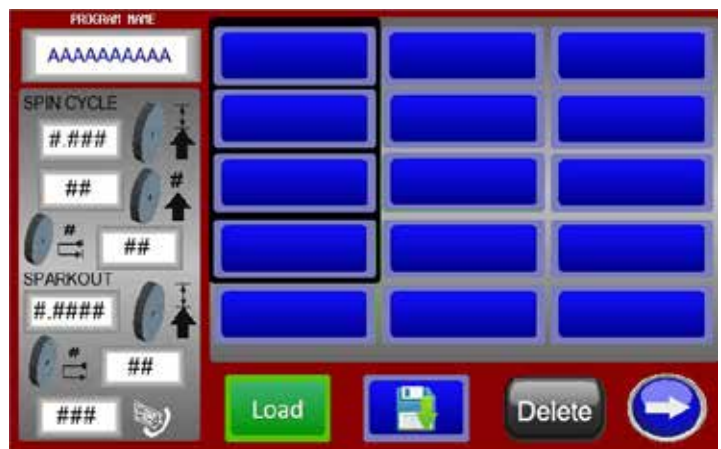 PROGRAM NAME
AAAAAAAAAA
SPIN CYCLE
#.###
##
#
#
##
SPARKOUT
#.####
#
##
###
Load
Delete